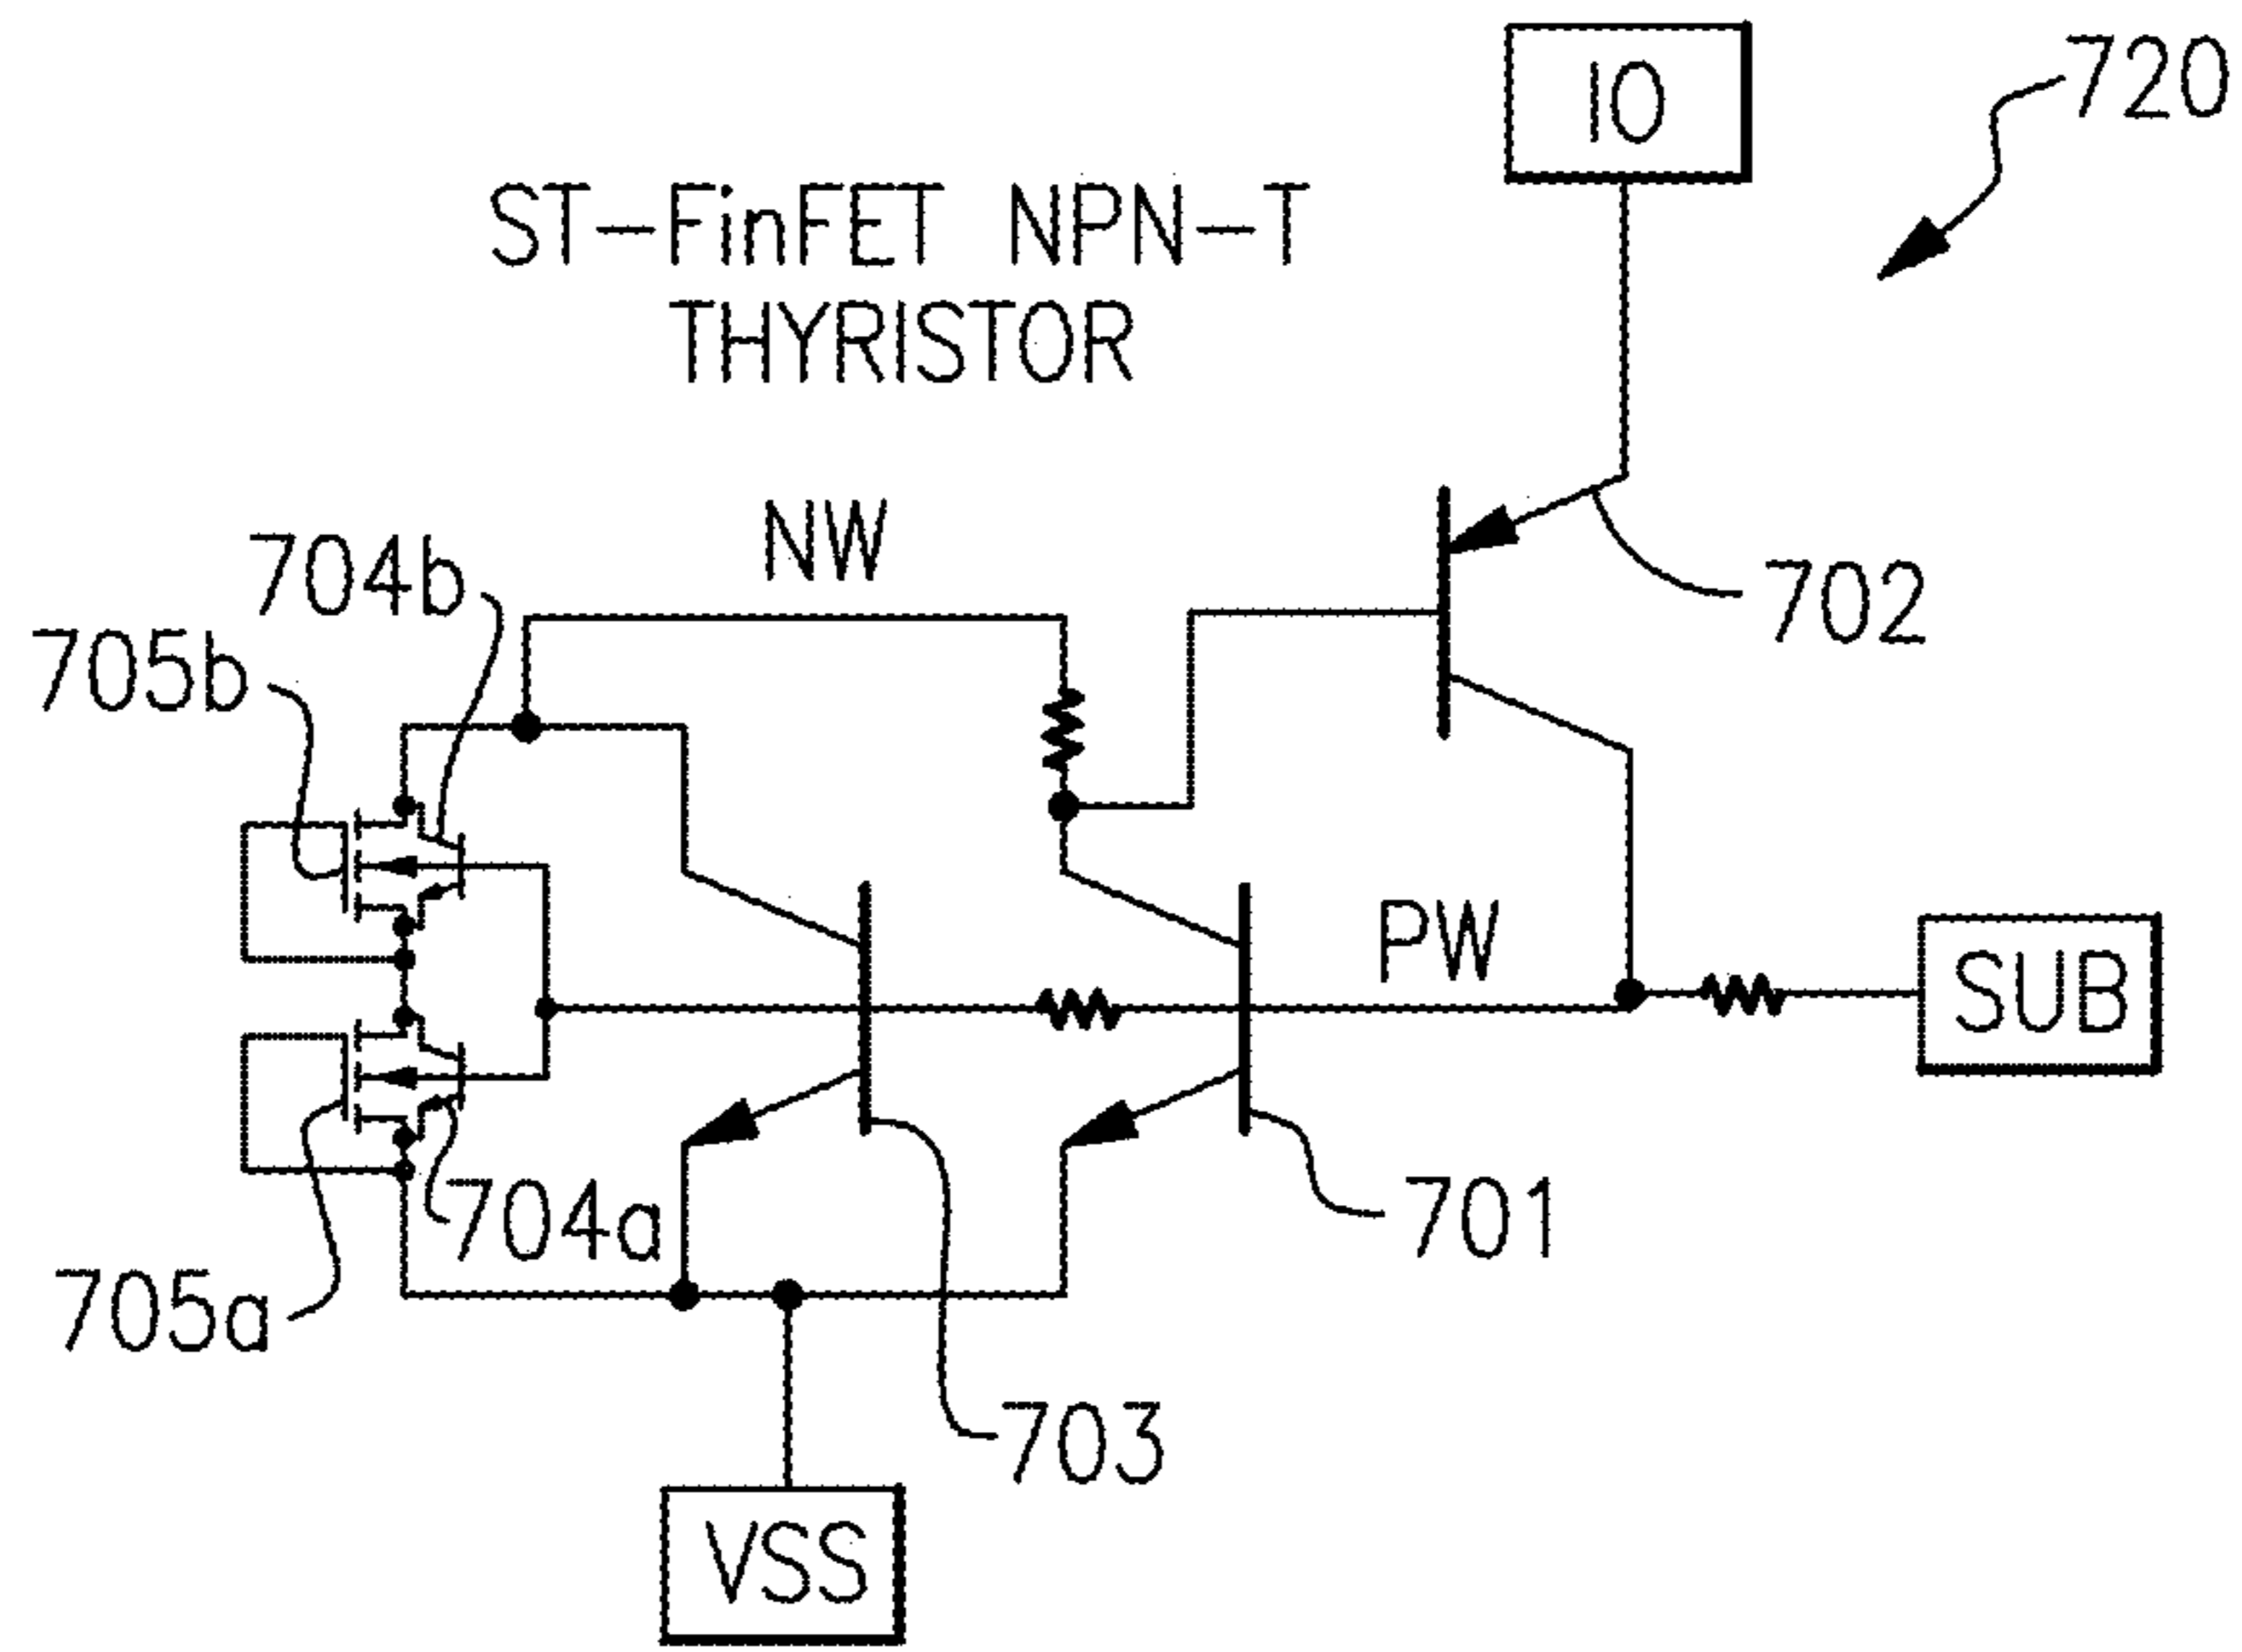 IO
720
ST-FinFET NPN-T
THYRISTOR
NW
704b
702
705b
PW
SUB
704a
701
705a
703
VSS